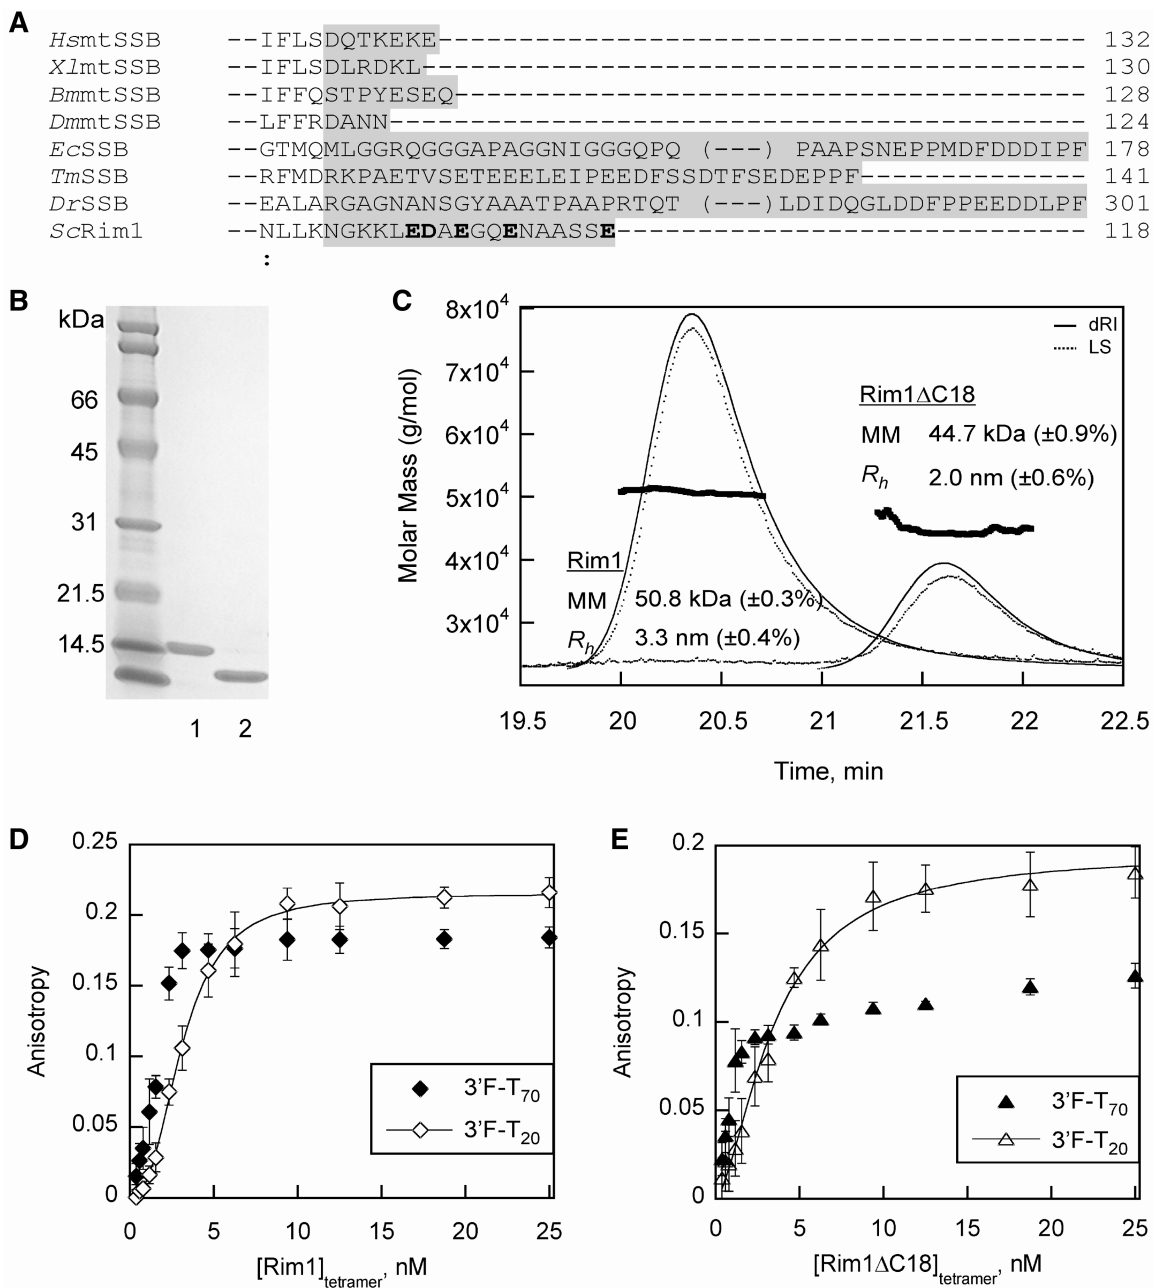 A
HsmtSSB --IFLSDQTKEKE----------------------------------------- 132
XlmtSSB --IFLSDLRDKL------------------------------------------ 130
BmmtSSB --IFFQSTPYESEQ---------------------------------------- 128
DmmtSSB --LFFRDANN-------------------------------------------- 124
EcSSB --GTMQMLGGRQGGGAPAGGNIGGGQPQ (---) PAAPSNEPPMDFDDDIPF 178
TmSSB --RFMDRKPAETVSETEEELEIPEEDFSSDTFSEDEPPF--------------- 141
DrSSB --EALARGAGNANSGYAAATPAAPRTQT (---)LDIDQGLDDFPPEEDDLPF 301
ScRim1 --NLLKNGKKLEDAEGQENAASSE------------------------------ 118
:
B
kDa
66
45
31
21.5
14.5
1 2
C
8x10⁴
7x10⁴
6x10⁴
5x10⁴
4x10⁴
3x10⁴
Molar Mass (g/mol)
dRI
LS
Rim1ΔC18
MM 44.7 kDa (±0.9%)
Rh 2.0 nm (±0.6%)
Rim1
MM 50.8 kDa (±0.3%)
Rh 3.3 nm (±0.4%)
19.5 20 20.5 21 21.5 22 22.5
Time, min
D
0.25
0.2
0.15
0.1
0.05
0
Anisotropy
3'F-T70
3'F-T20
0 5 10 15 20 25
[Rim1]tetramer, nM
E
0.2
0.15
0.1
0.05
0
Anisotropy
3'F-T70
3'F-T20
0 5 10 15 20 25
[Rim1ΔC18]tetramer, nM